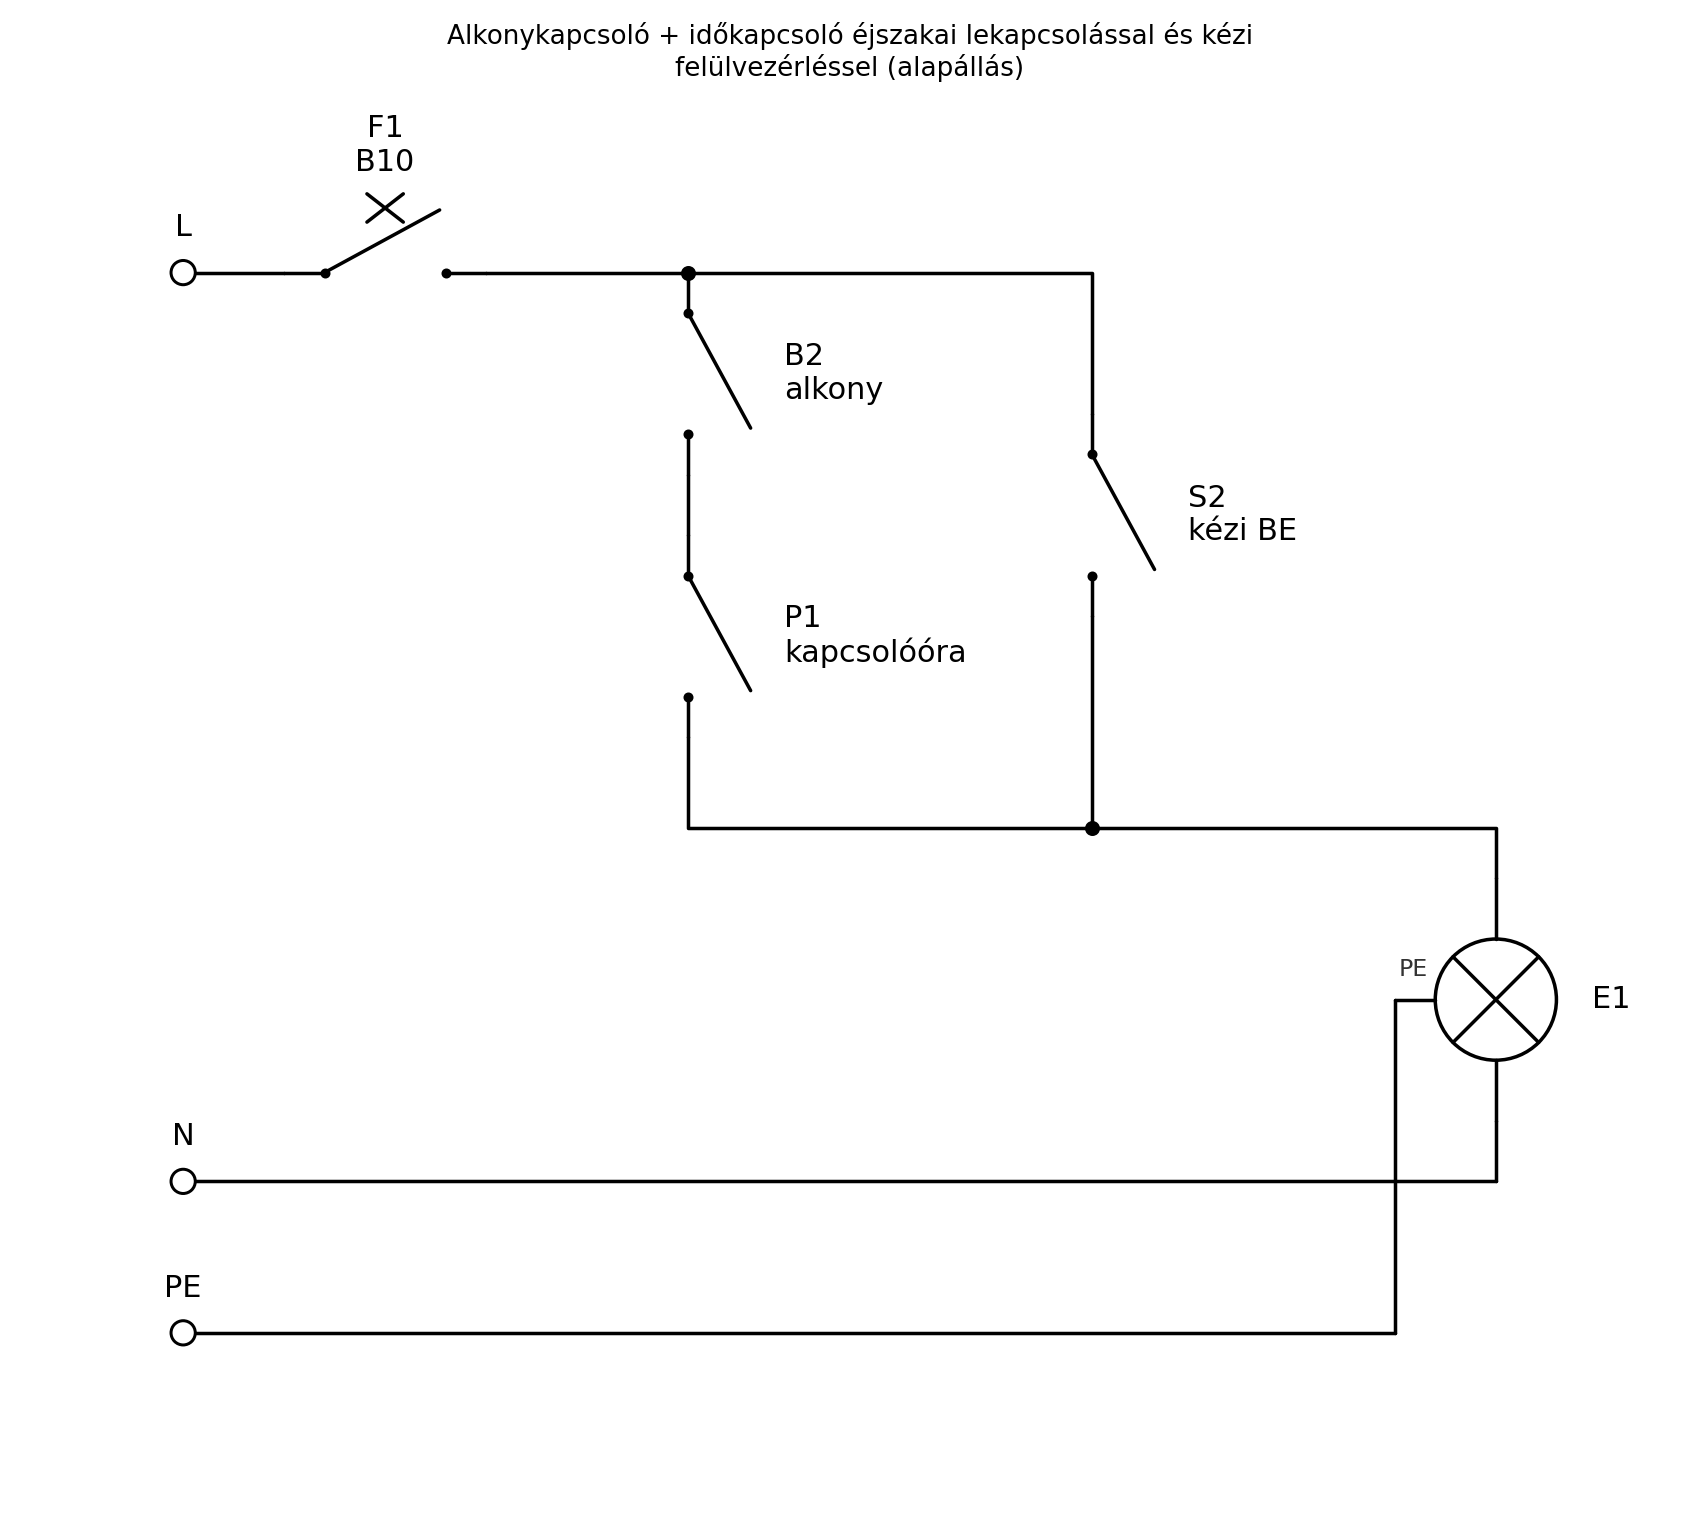 Alkonykapcsoló + időkapcsoló éjszakai lekapcsolással és kézi
felülvezérléssel (alapállás)
F1
B10
L
B2
alkony
S2
kézi BE
P1
kapcsolóóra
PE
E1
N
PE